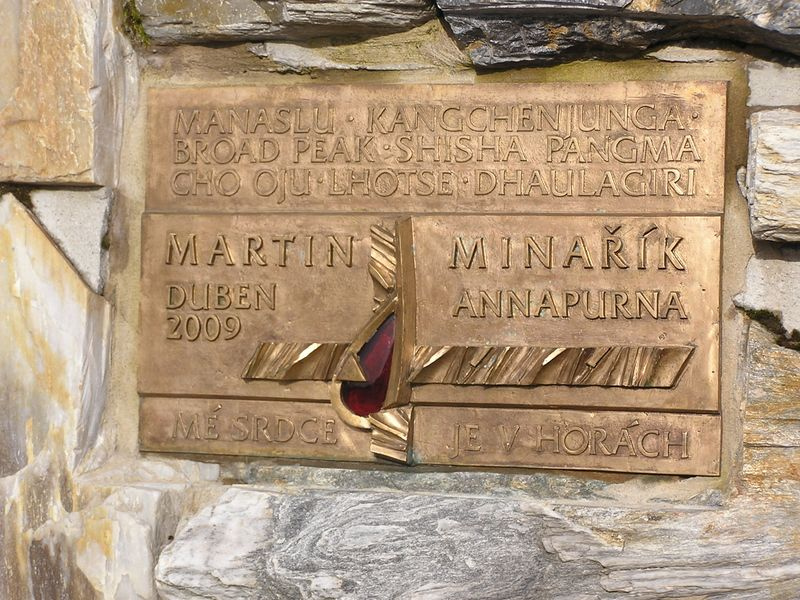 MANASLU · KANGCHENJUNGA ·
BROAD PEAK · SHISHA PANGMA
CHO OJU · LHOTSE · DHAULAGIRI
MARTIN MINAŘÍK
DUBEN ANNAPURNA
2009
MÉ SRDCE JE V HORÁCH